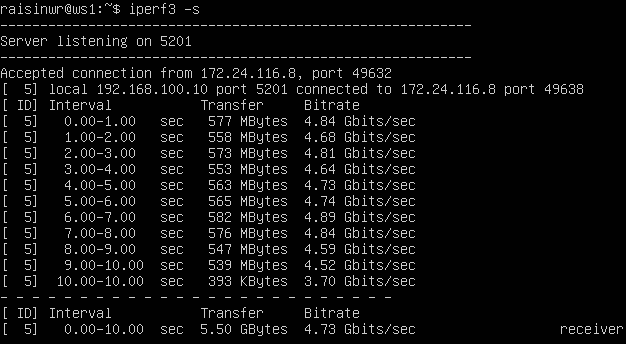 raisinwr@ws1:~$ iperf3 -s
-----------------------------------------------------------
Server listening on 5201
-----------------------------------------------------------
Accepted connection from 172.24.116.8, port 49632
[  5] local 192.168.100.10 port 5201 connected to 172.24.116.8 port 49638
[ ID] Interval           Transfer     Bitrate
[  5]   0.00-1.00   sec   577 MBytes  4.84 Gbits/sec
[  5]   1.00-2.00   sec   558 MBytes  4.68 Gbits/sec
[  5]   2.00-3.00   sec   573 MBytes  4.81 Gbits/sec
[  5]   3.00-4.00   sec   553 MBytes  4.64 Gbits/sec
[  5]   4.00-5.00   sec   563 MBytes  4.73 Gbits/sec
[  5]   5.00-6.00   sec   565 MBytes  4.74 Gbits/sec
[  5]   6.00-7.00   sec   582 MBytes  4.89 Gbits/sec
[  5]   7.00-8.00   sec   576 MBytes  4.84 Gbits/sec
[  5]   8.00-9.00   sec   547 MBytes  4.59 Gbits/sec
[  5]   9.00-10.00  sec   539 MBytes  4.52 Gbits/sec
[  5]  10.00-10.00  sec   393 KBytes  3.70 Gbits/sec
- - - - - - - - - - - - - - - - - - - - - - - - -
[ ID] Interval           Transfer     Bitrate
[  5]   0.00-10.00  sec  5.50 GBytes  4.73 Gbits/sec                  receiver